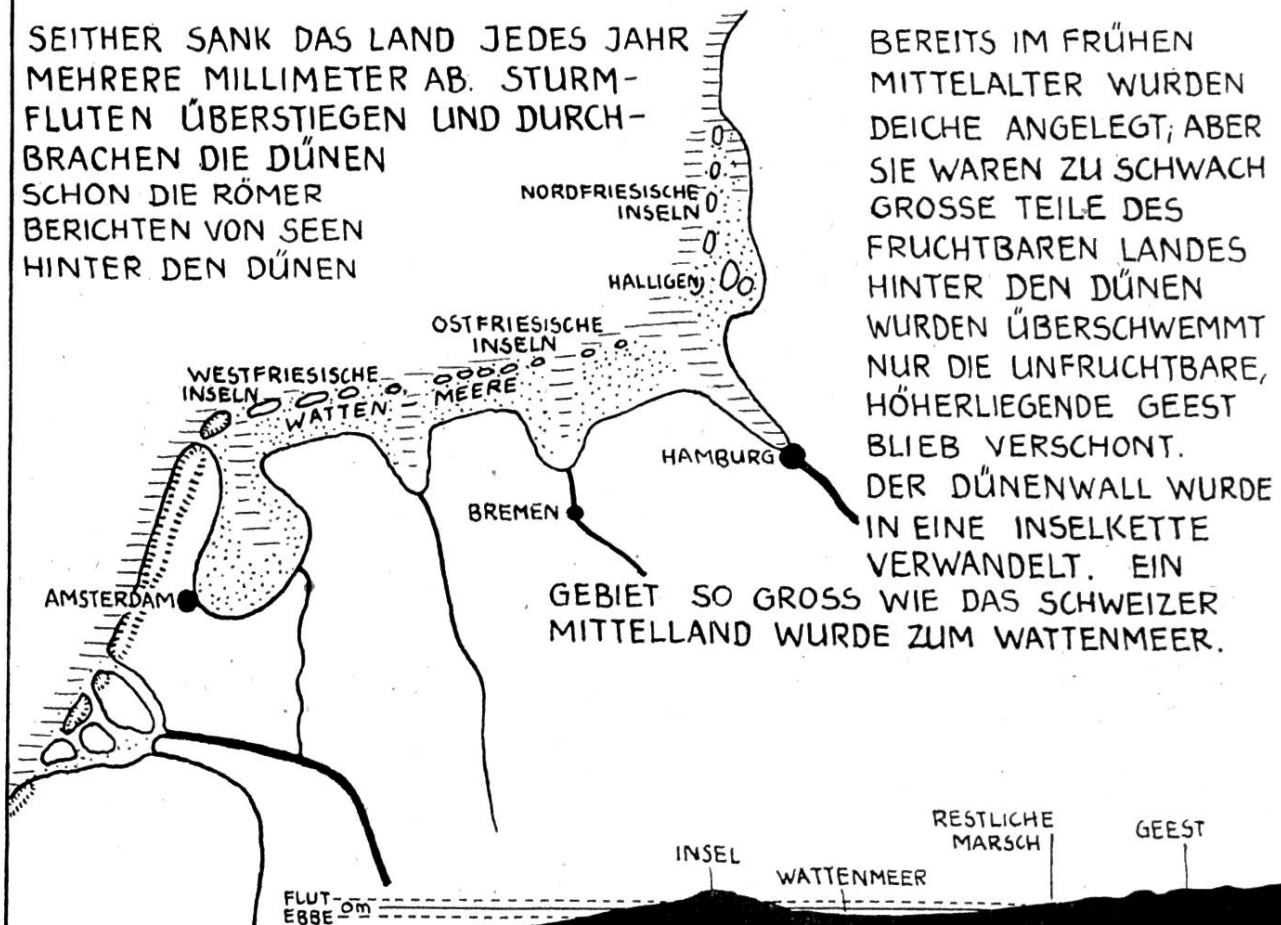 SEITHER SANK DAS LAND JEDES JAHR
MEHRERE MILLIMETER AB. STURM-
FLUTEN ÜBERSTIEGEN UND DURCH-
BRACHEN DIE DÜNEN
SCHON DIE RÖMER
BERICHTEN VON SEEN
HINTER DEN DÜNEN
BEREITS IM FRÜHEN
MITTELALTER WURDEN
DEICHE ANGELEGT; ABER
SIE WAREN ZU SCHWACH
GROSSE TEILE DES
FRUCHTBAREN LANDES
HINTER DEN DÜNEN
WURDEN ÜBERSCHWEMMT
NUR DIE UNFRUCHTBARE,
HÖHERLIEGENDE GEEST
BLIEB VERSCHONT.
DER DÜNENWALL WURDE
IN EINE INSELKETTE
VERWANDELT. EIN
GEBIET SO GROSS WIE DAS SCHWEIZER
MITTELLAND WURDE ZUM WATTENMEER.
NORDFRIESISCHE
INSELN
HALLIGEN
OSTFRIESISCHE
INSELN
WESTFRIESISCHE
INSELN
WATTEN MEERE
HAMBURG
BREMEN
AMSTERDAM
INSEL
WATTENMEER
RESTLICHE
MARSCH
GEEST
FLUT
0m
EBBE